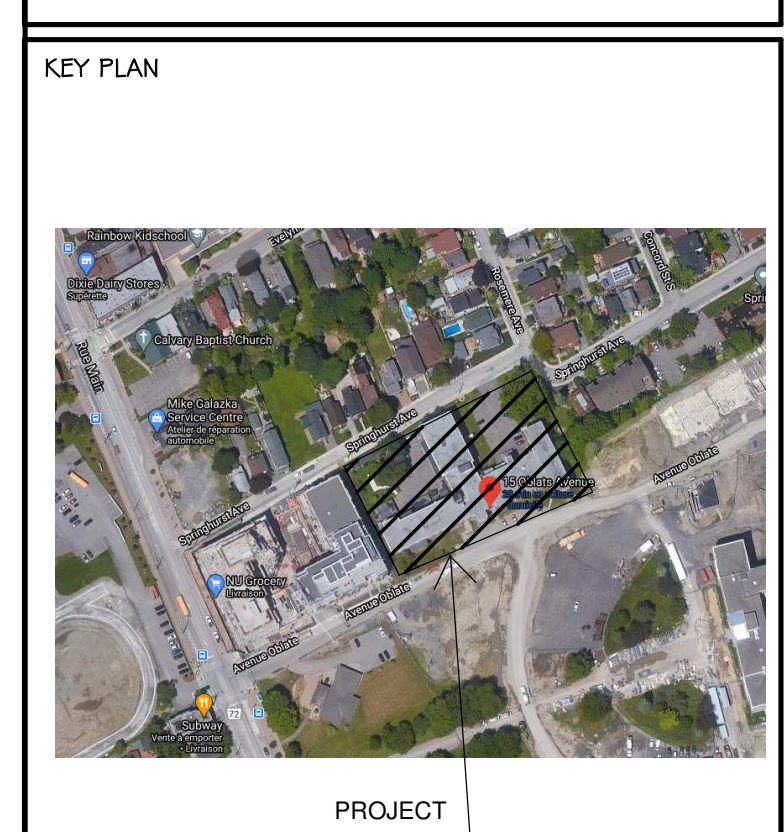 KEY PLAN
Rainbow Kidschool
Dixie Dairy Stores
Supérette
Rue Main
Calvary Baptist Church
Mike Galazka
Service Centre
Atelier de réparation
automobile
Rosemere Ave
Concord St S
Springhurst Ave
Springhurst Ave
Springhurst Ave
15 Oblats Avenue
Avenue Oblate
NU Grocery
Livraison
Avenue Oblate
Avenue Oblate
Subway
Vente à emporter
• Livraison
72
PROJECT